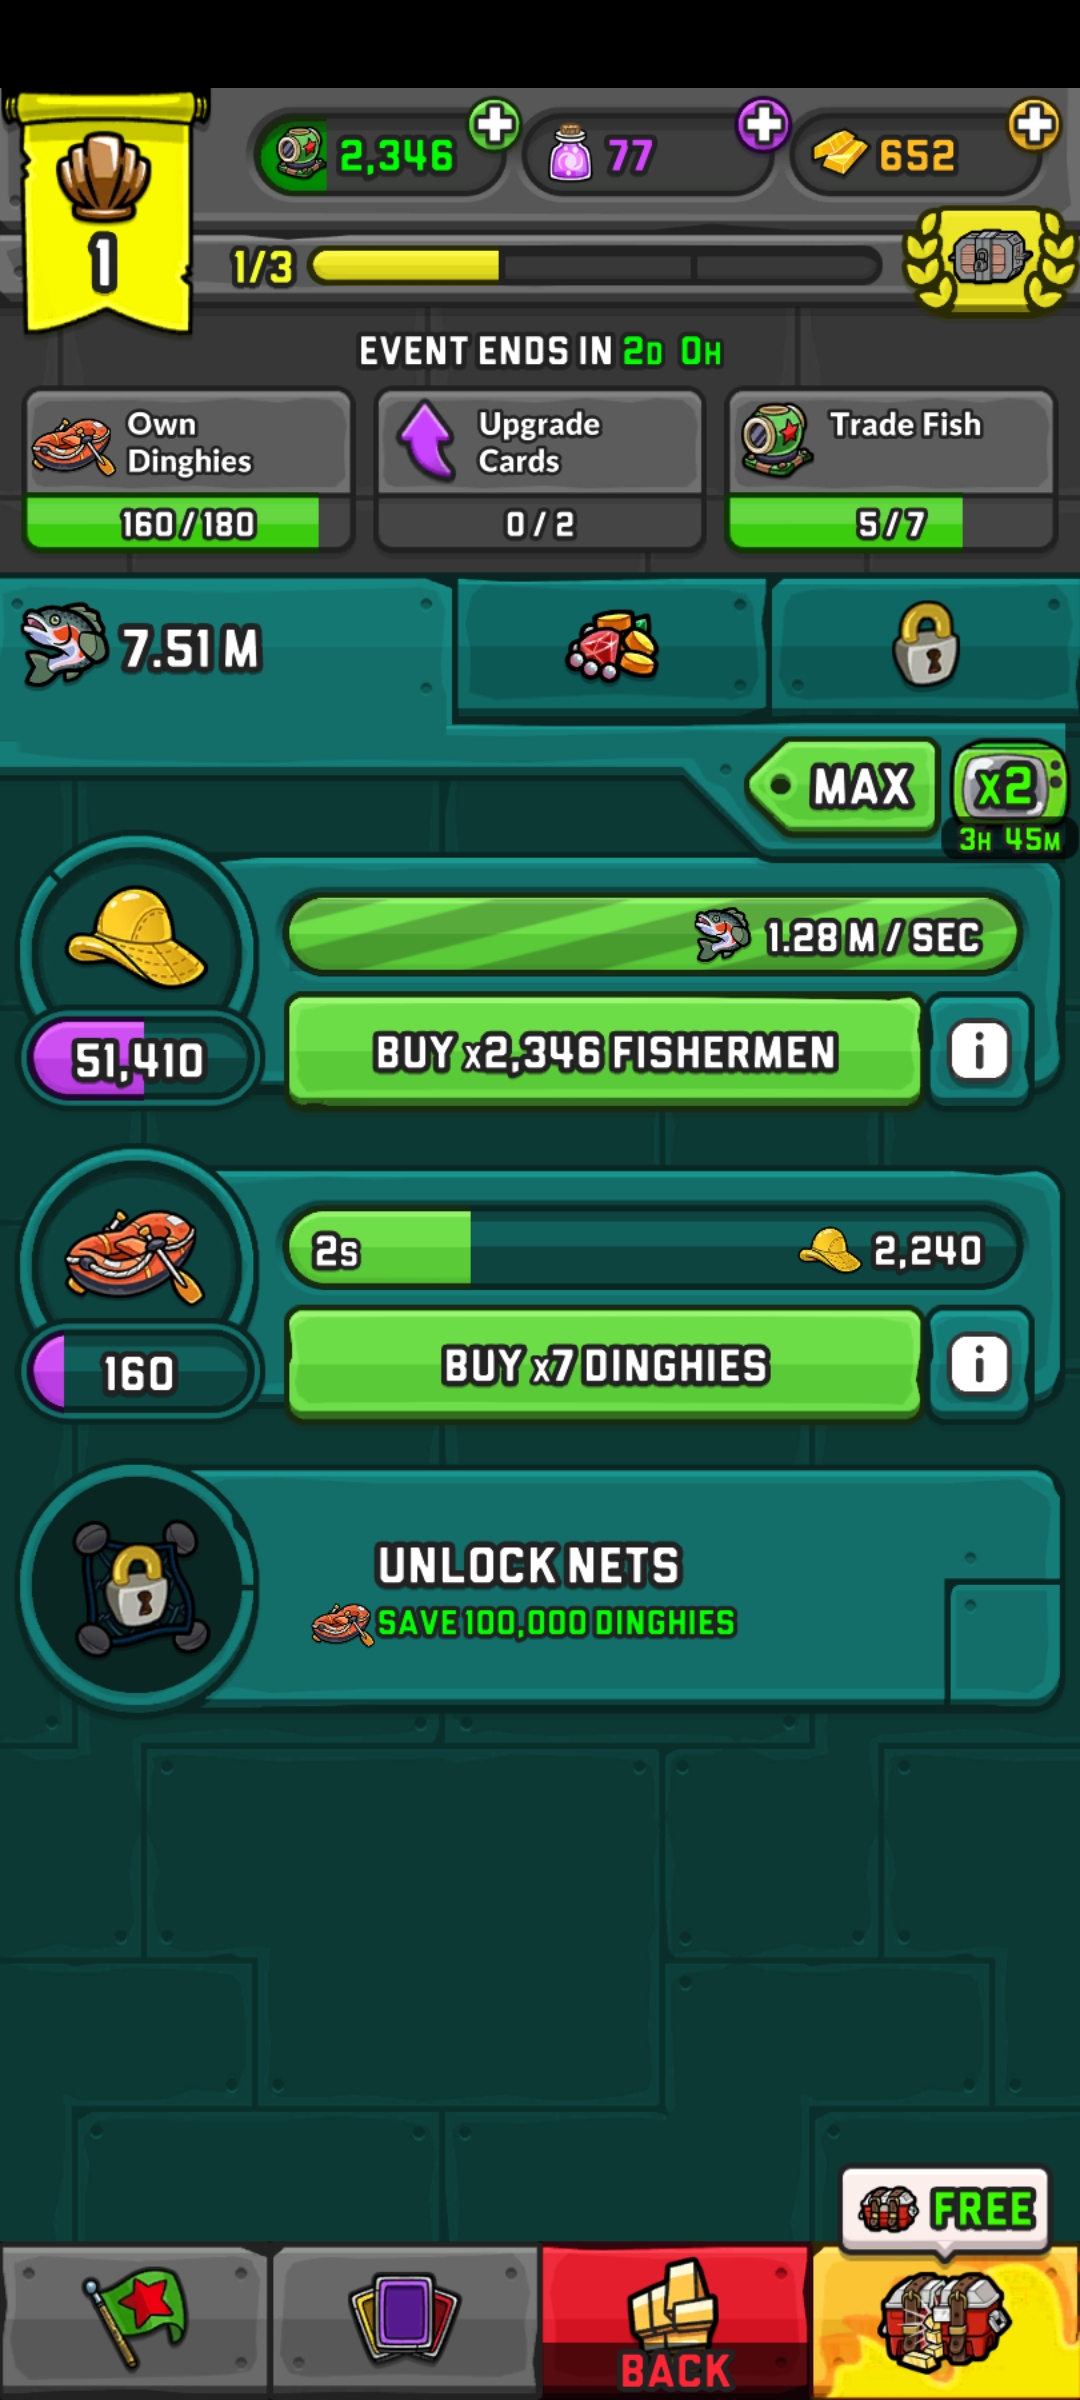 2,346
77
652
1
1/3
EVENT ENDS IN 2D 0H
Own
Dinghies
160/180
Upgrade
Cards
0/2
Trade Fish
5/7
7.51 M
MAX
x2
3H 45M
1.28 M / SEC
51,410
BUY x2,346 FISHERMEN
i
2s
2,240
160
BUY x7 DINGHIES
i
UNLOCK NETS
SAVE 100,000 DINGHIES
FREE
BACK